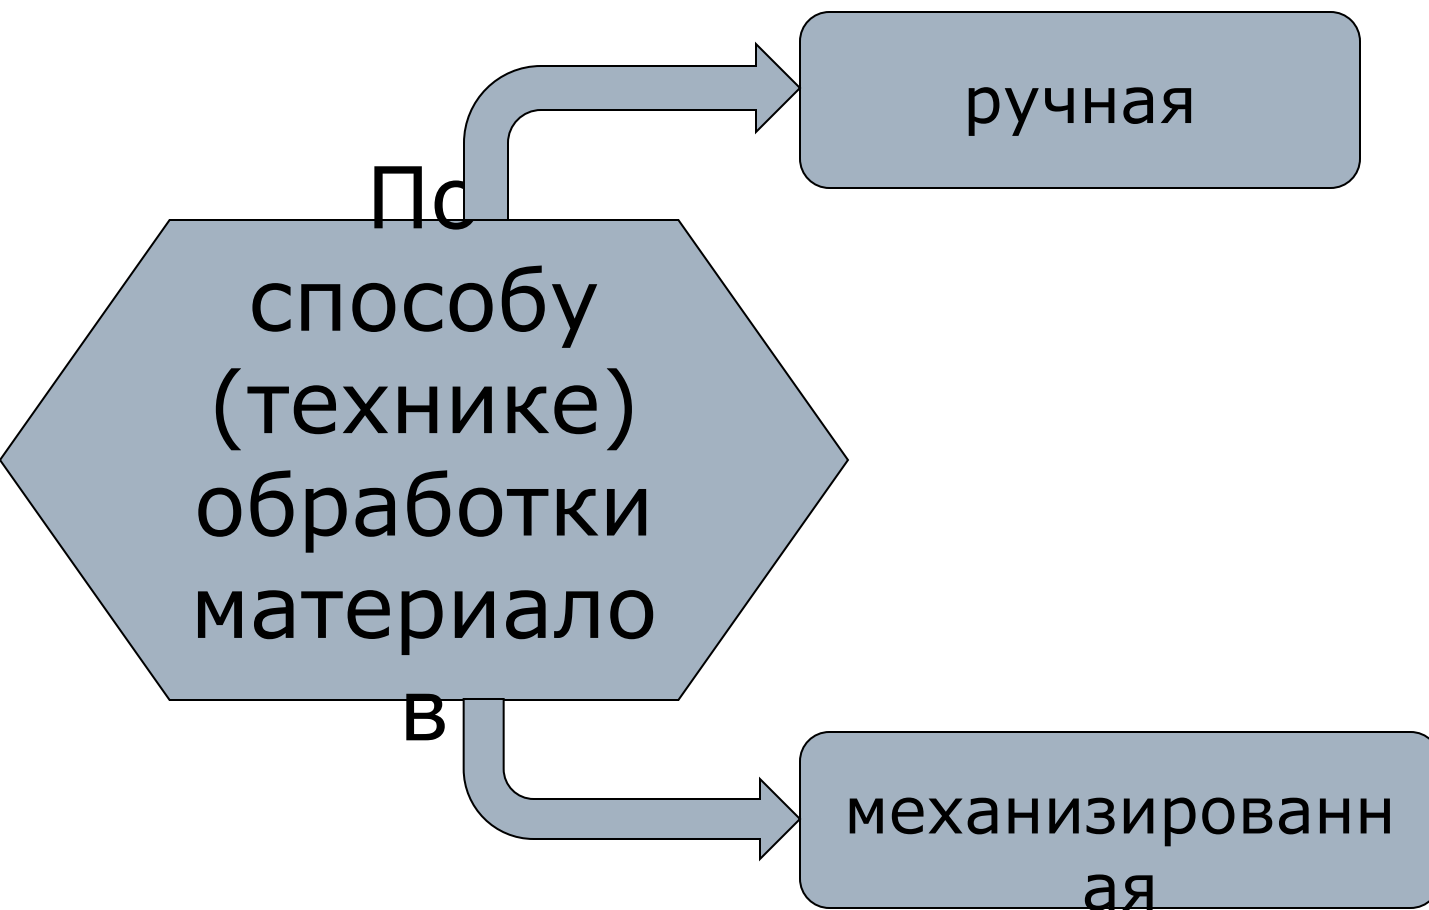 ручная
По
способу
(технике)
обработки
материало
в
механизированн
ая